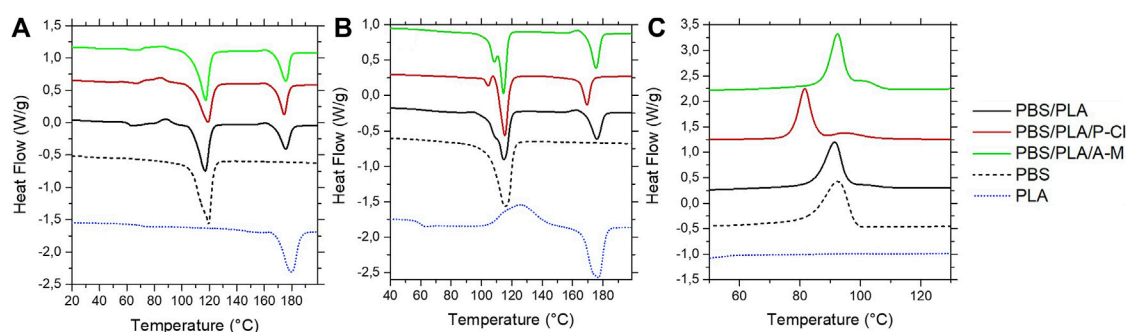 A
B
C
Heat Flow (W/g)
1,5
1,0
0,5
0,0
-0,5
-1,0
-1,5
-2,0
-2,5
20 40 60 80 100 120 140 160 180
Temperature (°C)
Heat Flow (W/g)
1,0
0,5
0,0
-0,5
-1,0
-1,5
-2,0
-2,5
40 60 80 100 120 140 160 180
Temperature (°C)
Heat Flow (W/g)
3,5
3,0
2,5
2,0
1,5
1,0
0,5
0,0
-0,5
-1,0
-1,5
60 80 100 120
Temperature (°C)
PBS/PLA
PBS/PLA/P-Cl
PBS/PLA/A-M
PBS
PLA